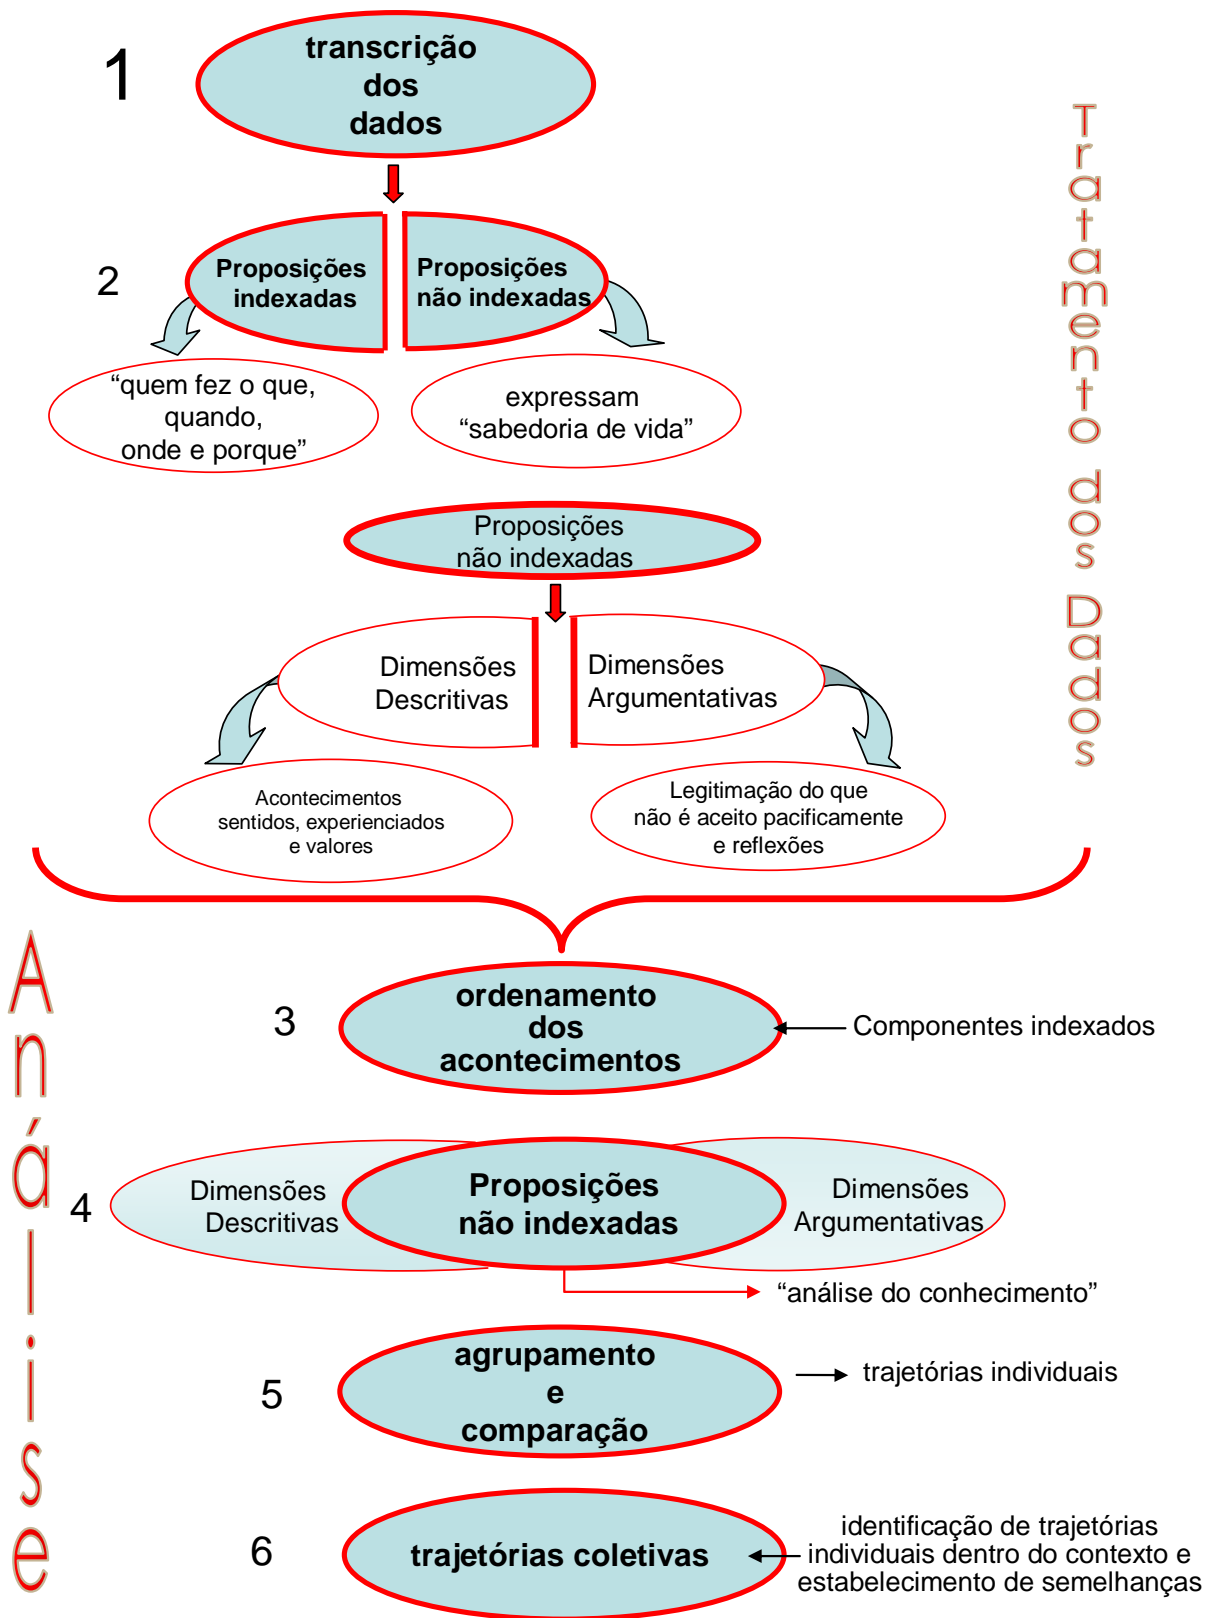 1
transcrição
dos
dados
2
Proposições
indexadas
Proposições
não indexadas
“quem fez o que,
quando,
onde e porque”
expressam
“sabedoria de vida”
Proposições
não indexadas
Dimensões
Descritivas
Dimensões
Argumentativas
Acontecimentos
sentidos, experienciados
e valores
Legitimação do que
não é aceito pacificamente
e reflexões
Tratamento dos Dados
Análise
3
ordenamento
dos
acontecimentos
Componentes indexados
4
Dimensões
Descritivas
Proposições
não indexadas
Dimensões
Argumentativas
“análise do conhecimento”
5
agrupamento
e
comparação
trajetórias individuais
6
trajetórias coletivas
identificação de trajetórias
individuais dentro do contexto e
estabelecimento de semelhanças